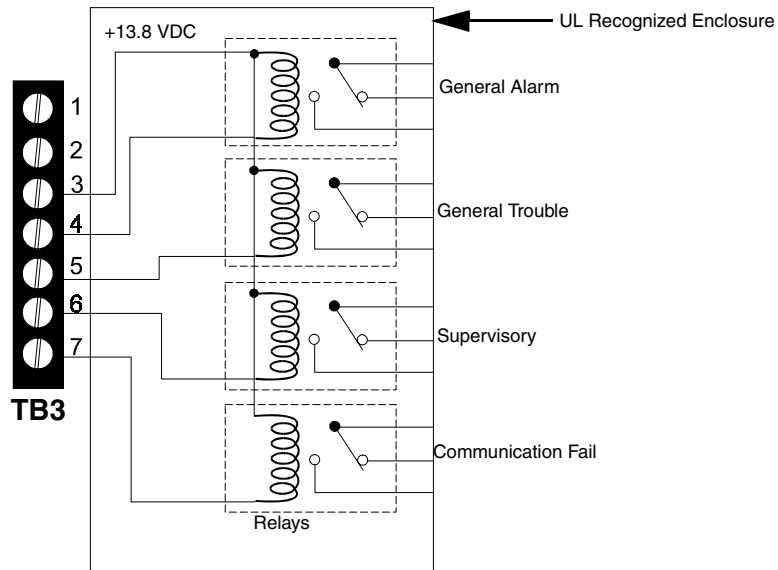 UL Recognized Enclosure
+13.8 VDC
General Alarm
1
2
3
4
General Trouble
5
6
Supervisory
7
TB3
Communication Fail
Relays